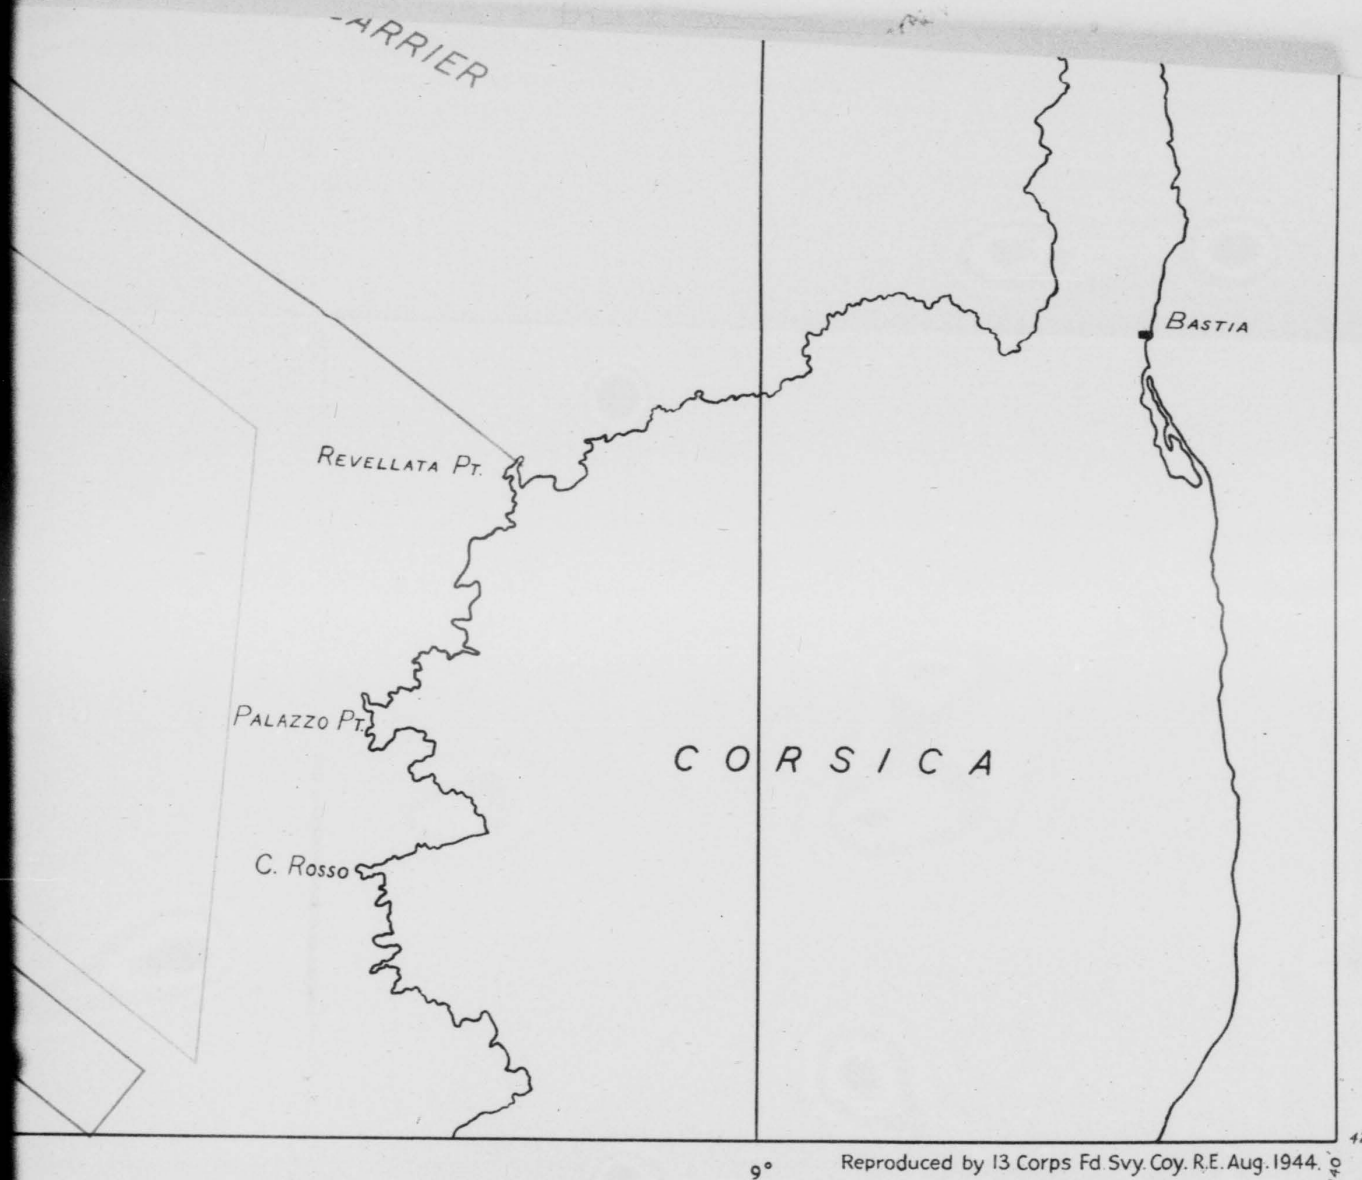 ARRIER
BASTIA
REVELLATA PT.
PALAZZO PT.
CORSICA
C. ROSSO
9°
Reproduced by 13 Corps Fd. Svy. Coy. R.E. Aug. 1944.